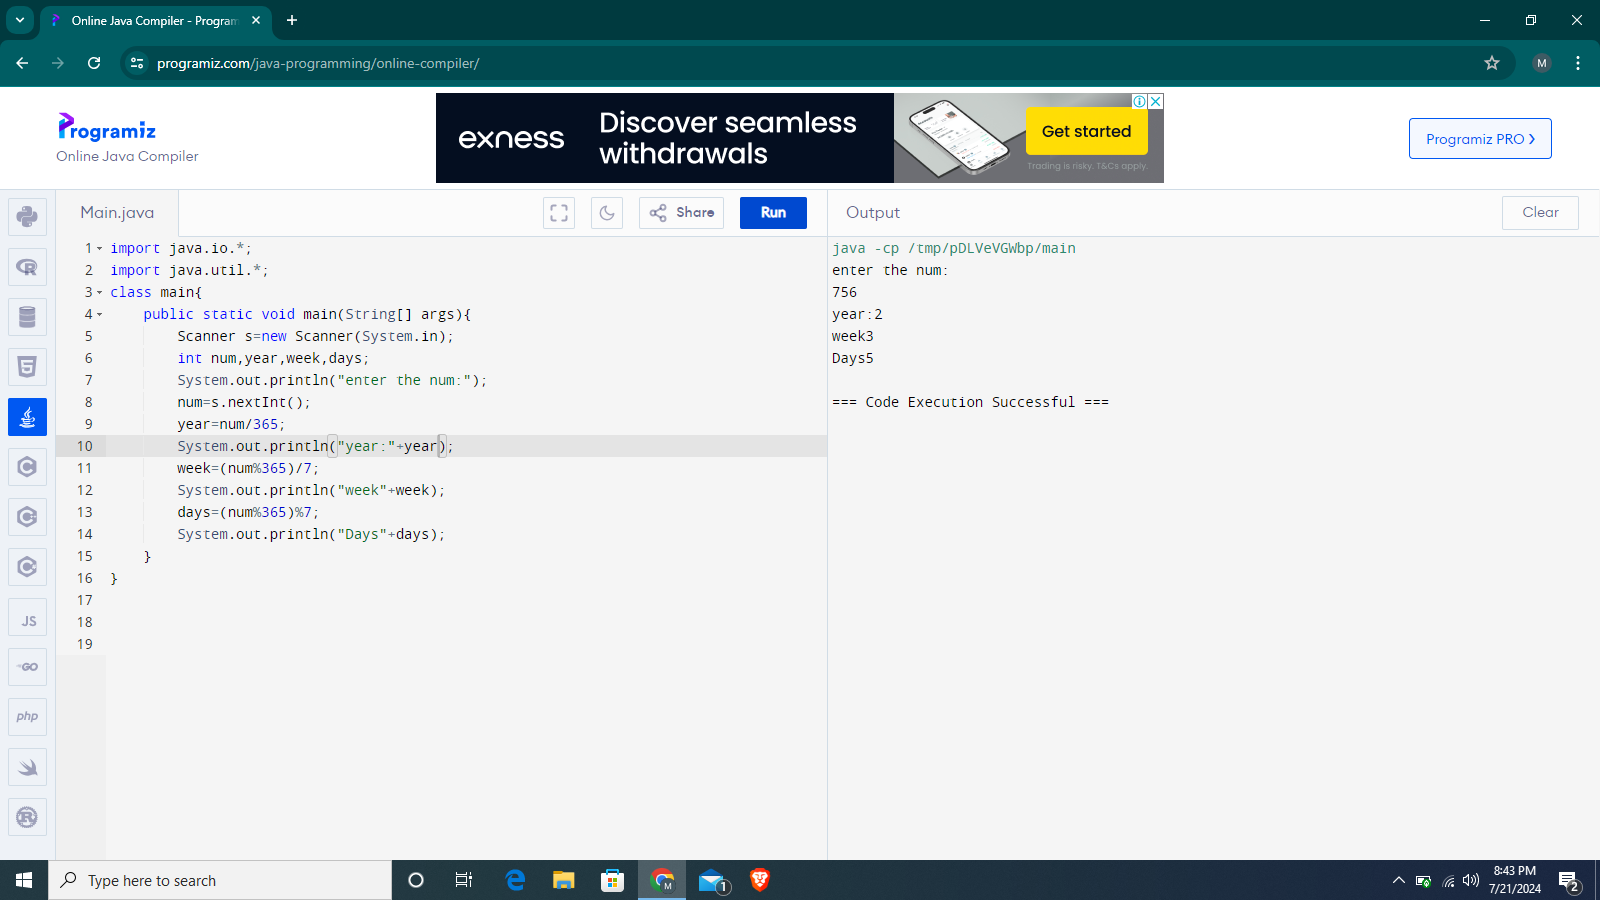 Online Java Compiler - Program
programiz.com/java-programming/online-compiler/
M
Programiz
Online Java Compiler
exness
Discover seamless
withdrawals
Get started
Trading is risky. T&Cs apply.
Programiz PRO
Main.java
Share
Run
Output
Clear
1 import java.io.*;
2 import java.util.*;
3 class main{
4 public static void main(String[] args){
5 Scanner s=new Scanner(System.in);
6 int num,year,week,days;
7 System.out.println("enter the num:");
8 num=s.nextInt();
9 year=num/365;
10 System.out.println("year:"+year);
11 week=(num%365)/7;
12 System.out.println("week"+week);
13 days=(num%365)%7;
14 System.out.println("Days"+days);
15 }
16 }
17
18
19
java -cp /tmp/pDLVeVGWbp/main
enter the num:
756
year:2
week3
Days5
=== Code Execution Successful ===
R
5
C
C
C
JS
GO
php
R
Type here to search
M
1
8:43 PM
7/21/2024
2